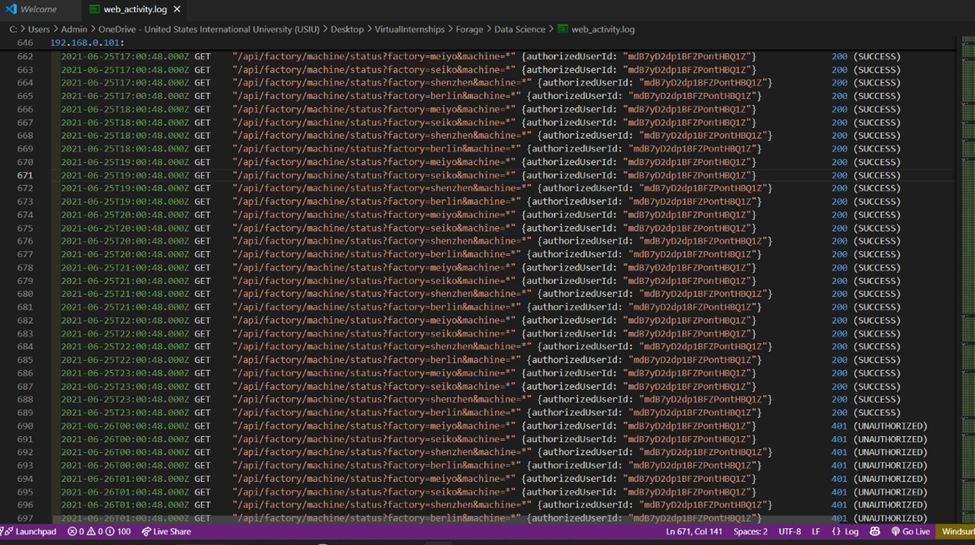 Welcome
web_activity.log
C: > Users > Admin > OneDrive - United States International University (USIU) > Desktop > VirtualInternships > Forage > Data Science > web_activity.log
646 192.168.0.101:
662 2021-06-25T17:00:48.000Z GET "/api/factory/machine/status?factory=meiyo&machine=*" {authorizedUserId: "mdB7yD2dp1BFZPontHBQ1Z"} 200 (SUCCESS)
663 2021-06-25T17:00:48.000Z GET "/api/factory/machine/status?factory=seiko&machine=*" {authorizedUserId: "mdB7yD2dp1BFZPontHBQ1Z"} 200 (SUCCESS)
664 2021-06-25T17:00:48.000Z GET "/api/factory/machine/status?factory=shenzhen&machine=*" {authorizedUserId: "mdB7yD2dp1BFZPontHBQ1Z"} 200 (SUCCESS)
665 2021-06-25T17:00:48.000Z GET "/api/factory/machine/status?factory=berlin&machine=*" {authorizedUserId: "mdB7yD2dp1BFZPontHBQ1Z"} 200 (SUCCESS)
666 2021-06-25T18:00:48.000Z GET "/api/factory/machine/status?factory=meiyo&machine=*" {authorizedUserId: "mdB7yD2dp1BFZPontHBQ1Z"} 200 (SUCCESS)
667 2021-06-25T18:00:48.000Z GET "/api/factory/machine/status?factory=seiko&machine=*" {authorizedUserId: "mdB7yD2dp1BFZPontHBQ1Z"} 200 (SUCCESS)
668 2021-06-25T18:00:48.000Z GET "/api/factory/machine/status?factory=shenzhen&machine=*" {authorizedUserId: "mdB7yD2dp1BFZPontHBQ1Z"} 200 (SUCCESS)
669 2021-06-25T18:00:48.000Z GET "/api/factory/machine/status?factory=berlin&machine=*" {authorizedUserId: "mdB7yD2dp1BFZPontHBQ1Z"} 200 (SUCCESS)
670 2021-06-25T19:00:48.000Z GET "/api/factory/machine/status?factory=meiyo&machine=*" {authorizedUserId: "mdB7yD2dp1BFZPontHBQ1Z"} 200 (SUCCESS)
671 2021-06-25T19:00:48.000Z GET "/api/factory/machine/status?factory=seiko&machine=*" {authorizedUserId: "mdB7yD2dp1BFZPontHBQ1Z"} 200 (SUCCESS)
672 2021-06-25T19:00:48.000Z GET "/api/factory/machine/status?factory=shenzhen&machine=*" {authorizedUserId: "mdB7yD2dp1BFZPontHBQ1Z"} 200 (SUCCESS)
673 2021-06-25T19:00:48.000Z GET "/api/factory/machine/status?factory=berlin&machine=*" {authorizedUserId: "mdB7yD2dp1BFZPontHBQ1Z"} 200 (SUCCESS)
674 2021-06-25T20:00:48.000Z GET "/api/factory/machine/status?factory=meiyo&machine=*" {authorizedUserId: "mdB7yD2dp1BFZPontHBQ1Z"} 200 (SUCCESS)
675 2021-06-25T20:00:48.000Z GET "/api/factory/machine/status?factory=seiko&machine=*" {authorizedUserId: "mdB7yD2dp1BFZPontHBQ1Z"} 200 (SUCCESS)
676 2021-06-25T20:00:48.000Z GET "/api/factory/machine/status?factory=shenzhen&machine=*" {authorizedUserId: "mdB7yD2dp1BFZPontHBQ1Z"} 200 (SUCCESS)
677 2021-06-25T20:00:48.000Z GET "/api/factory/machine/status?factory=berlin&machine=*" {authorizedUserId: "mdB7yD2dp1BFZPontHBQ1Z"} 200 (SUCCESS)
678 2021-06-25T21:00:48.000Z GET "/api/factory/machine/status?factory=meiyo&machine=*" {authorizedUserId: "mdB7yD2dp1BFZPontHBQ1Z"} 200 (SUCCESS)
679 2021-06-25T21:00:48.000Z GET "/api/factory/machine/status?factory=seiko&machine=*" {authorizedUserId: "mdB7yD2dp1BFZPontHBQ1Z"} 200 (SUCCESS)
680 2021-06-25T21:00:48.000Z GET "/api/factory/machine/status?factory=shenzhen&machine=*" {authorizedUserId: "mdB7yD2dp1BFZPontHBQ1Z"} 200 (SUCCESS)
681 2021-06-25T21:00:48.000Z GET "/api/factory/machine/status?factory=berlin&machine=*" {authorizedUserId: "mdB7yD2dp1BFZPontHBQ1Z"} 200 (SUCCESS)
682 2021-06-25T22:00:48.000Z GET "/api/factory/machine/status?factory=meiyo&machine=*" {authorizedUserId: "mdB7yD2dp1BFZPontHBQ1Z"} 200 (SUCCESS)
683 2021-06-25T22:00:48.000Z GET "/api/factory/machine/status?factory=seiko&machine=*" {authorizedUserId: "mdB7yD2dp1BFZPontHBQ1Z"} 200 (SUCCESS)
684 2021-06-25T22:00:48.000Z GET "/api/factory/machine/status?factory=shenzhen&machine=*" {authorizedUserId: "mdB7yD2dp1BFZPontHBQ1Z"} 200 (SUCCESS)
685 2021-06-25T22:00:48.000Z GET "/api/factory/machine/status?factory=berlin&machine=*" {authorizedUserId: "mdB7yD2dp1BFZPontHBQ1Z"} 200 (SUCCESS)
686 2021-06-25T23:00:48.000Z GET "/api/factory/machine/status?factory=meiyo&machine=*" {authorizedUserId: "mdB7yD2dp1BFZPontHBQ1Z"} 200 (SUCCESS)
687 2021-06-25T23:00:48.000Z GET "/api/factory/machine/status?factory=seiko&machine=*" {authorizedUserId: "mdB7yD2dp1BFZPontHBQ1Z"} 200 (SUCCESS)
688 2021-06-25T23:00:48.000Z GET "/api/factory/machine/status?factory=shenzhen&machine=*" {authorizedUserId: "mdB7yD2dp1BFZPontHBQ1Z"} 200 (SUCCESS)
689 2021-06-25T23:00:48.000Z GET "/api/factory/machine/status?factory=berlin&machine=*" {authorizedUserId: "mdB7yD2dp1BFZPontHBQ1Z"} 200 (SUCCESS)
690 2021-06-26T00:00:48.000Z GET "/api/factory/machine/status?factory=meiyo&machine=*" {authorizedUserId: "mdB7yD2dp1BFZPontHBQ1Z"} 401 (UNAUTHORIZED)
691 2021-06-26T00:00:48.000Z GET "/api/factory/machine/status?factory=seiko&machine=*" {authorizedUserId: "mdB7yD2dp1BFZPontHBQ1Z"} 401 (UNAUTHORIZED)
692 2021-06-26T00:00:48.000Z GET "/api/factory/machine/status?factory=shenzhen&machine=*" {authorizedUserId: "mdB7yD2dp1BFZPontHBQ1Z"} 401 (UNAUTHORIZED)
693 2021-06-26T00:00:48.000Z GET "/api/factory/machine/status?factory=berlin&machine=*" {authorizedUserId: "mdB7yD2dp1BFZPontHBQ1Z"} 401 (UNAUTHORIZED)
694 2021-06-26T01:00:48.000Z GET "/api/factory/machine/status?factory=meiyo&machine=*" {authorizedUserId: "mdB7yD2dp1BFZPontHBQ1Z"} 401 (UNAUTHORIZED)
695 2021-06-26T01:00:48.000Z GET "/api/factory/machine/status?factory=seiko&machine=*" {authorizedUserId: "mdB7yD2dp1BFZPontHBQ1Z"} 401 (UNAUTHORIZED)
696 2021-06-26T01:00:48.000Z GET "/api/factory/machine/status?factory=shenzhen&machine=*" {authorizedUserId: "mdB7yD2dp1BFZPontHBQ1Z"} 401 (UNAUTHORIZED)
697 2021-06-26T01:00:48.000Z GET "/api/factory/machine/status?factory=berlin&machine=*" {authorizedUserId: "mdB7yD2dp1BFZPontHBQ1Z"} 401 (UNAUTHORIZED)
Launchpad 0 0 100 Live Share Ln 671, Col 141 Spaces: 2 UTF-8 LF {} Log Go Live